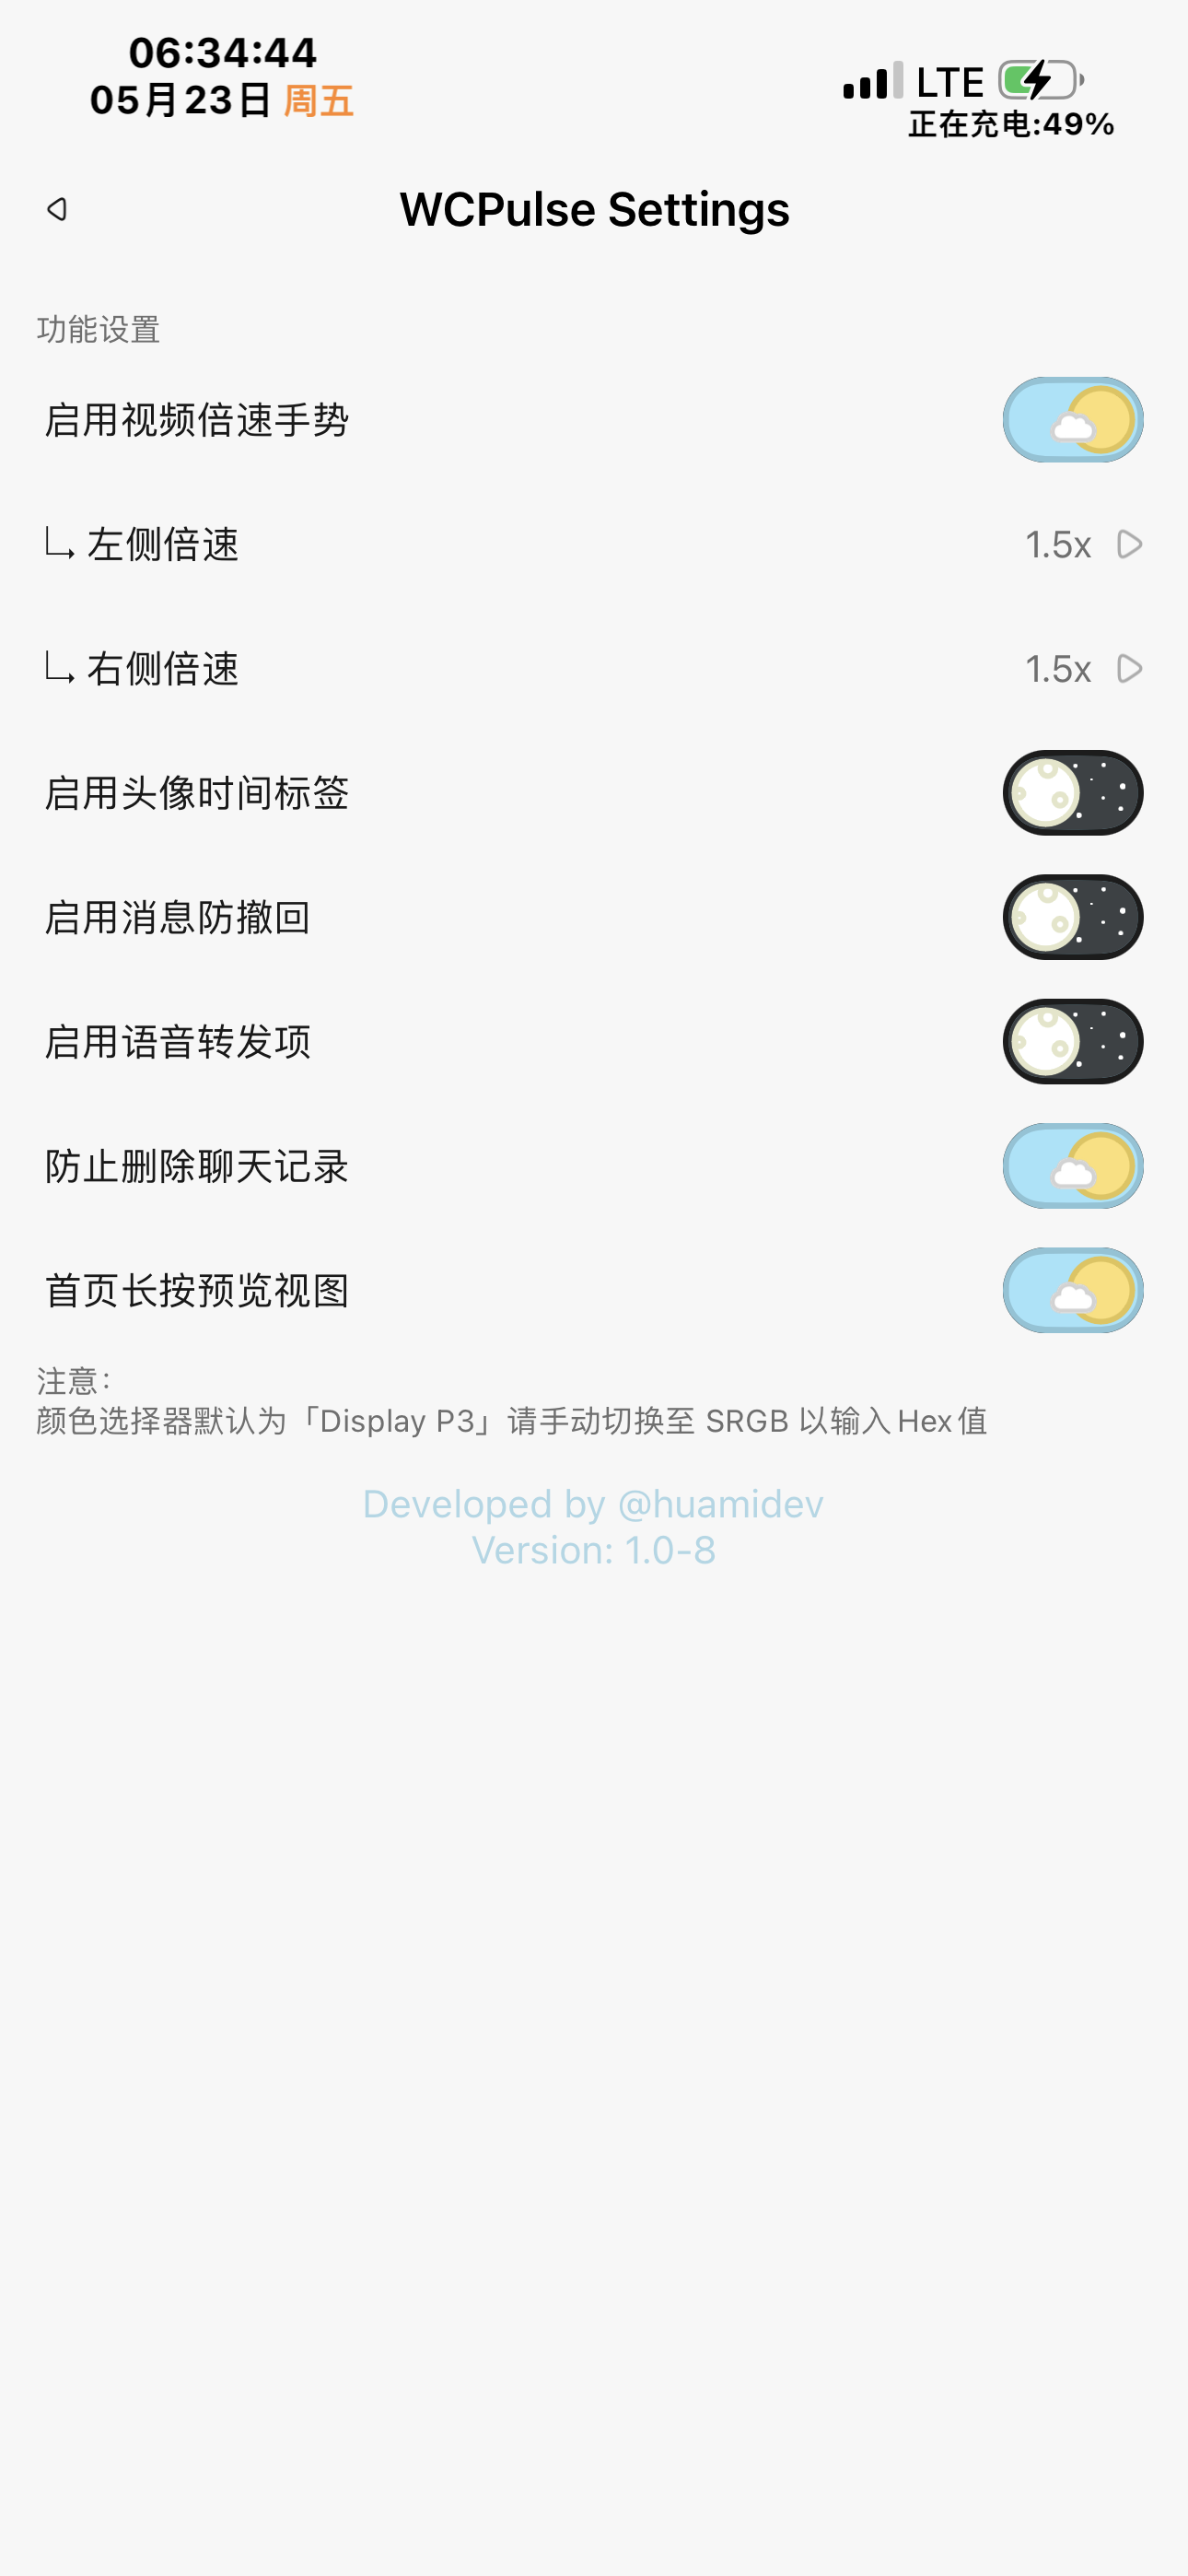 06:34:44
05月23日 周五
LTE
正在充电:49%
WCPulse Settings
功能设置
启用视频倍速手势
左侧倍速
1.5x
右侧倍速
1.5x
启用头像时间标签
启用消息防撤回
启用语音转发项
防止删除聊天记录
首页长按预览视图
注意：
颜色选择器默认为「Display P3」请手动切换至 SRGB 以输入 Hex 值
Developed by @huamidev
Version: 1.0-8